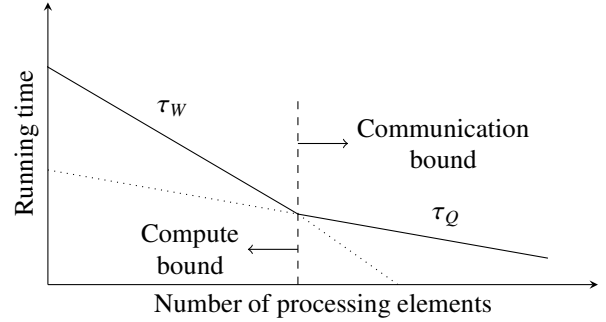 Running time
τ_W
Communication
bound
Compute
bound
τ_Q
Number of processing elements